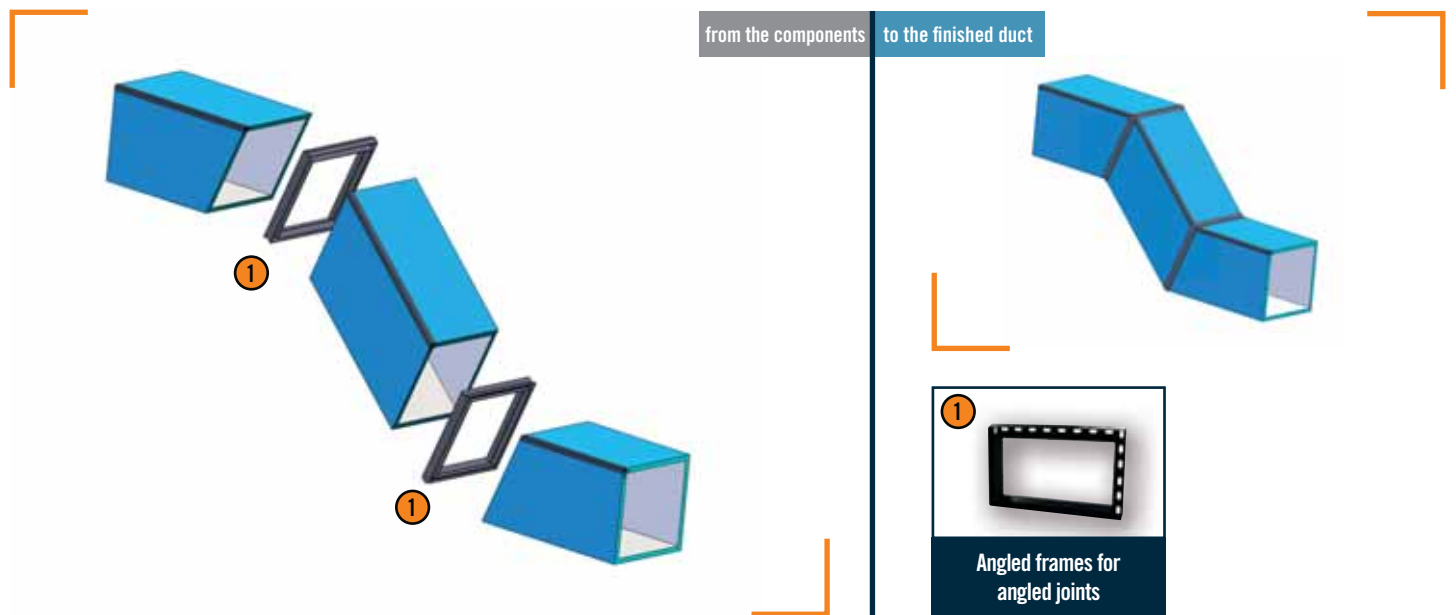 from the components
to the finished duct
1
1
1
Angled frames for
angled joints